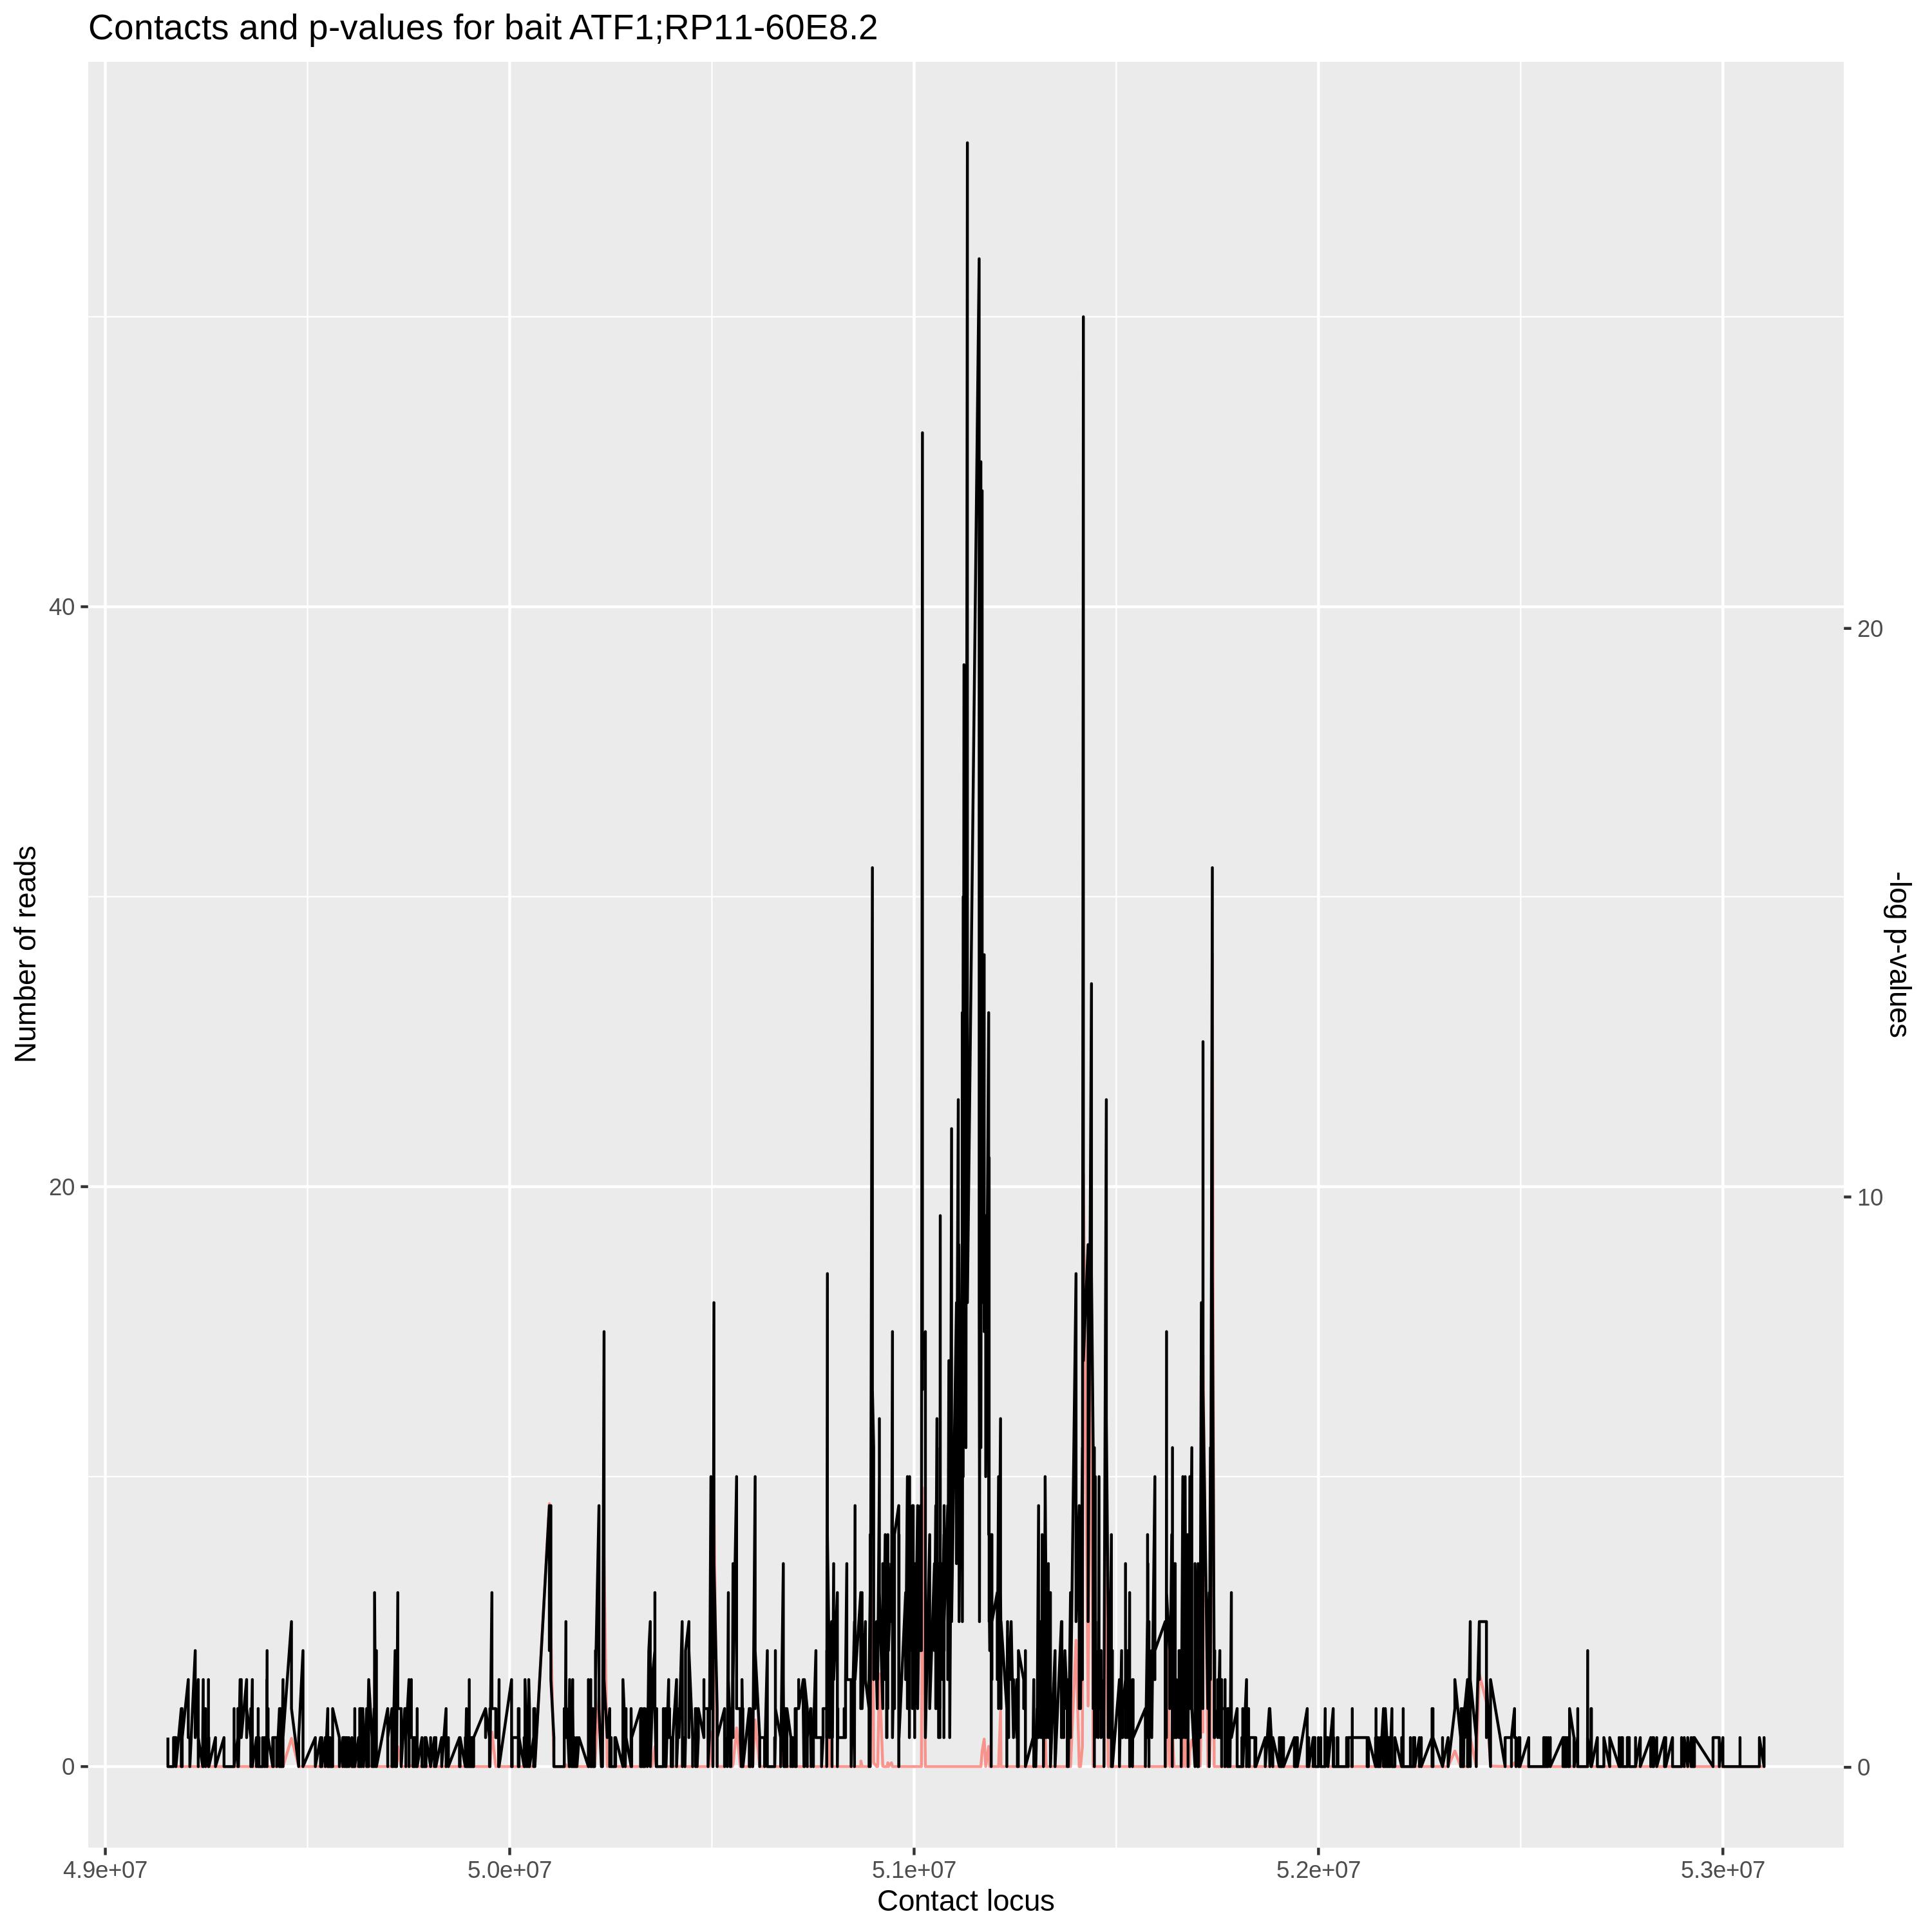 Contacts and p-values for bait ATF1;RP11-60E8.2
Number of reads
40
20
0
-log p-values
20
10
0
4.9e+07 5.0e+07 5.1e+07 5.2e+07 5.3e+07
Contact locus